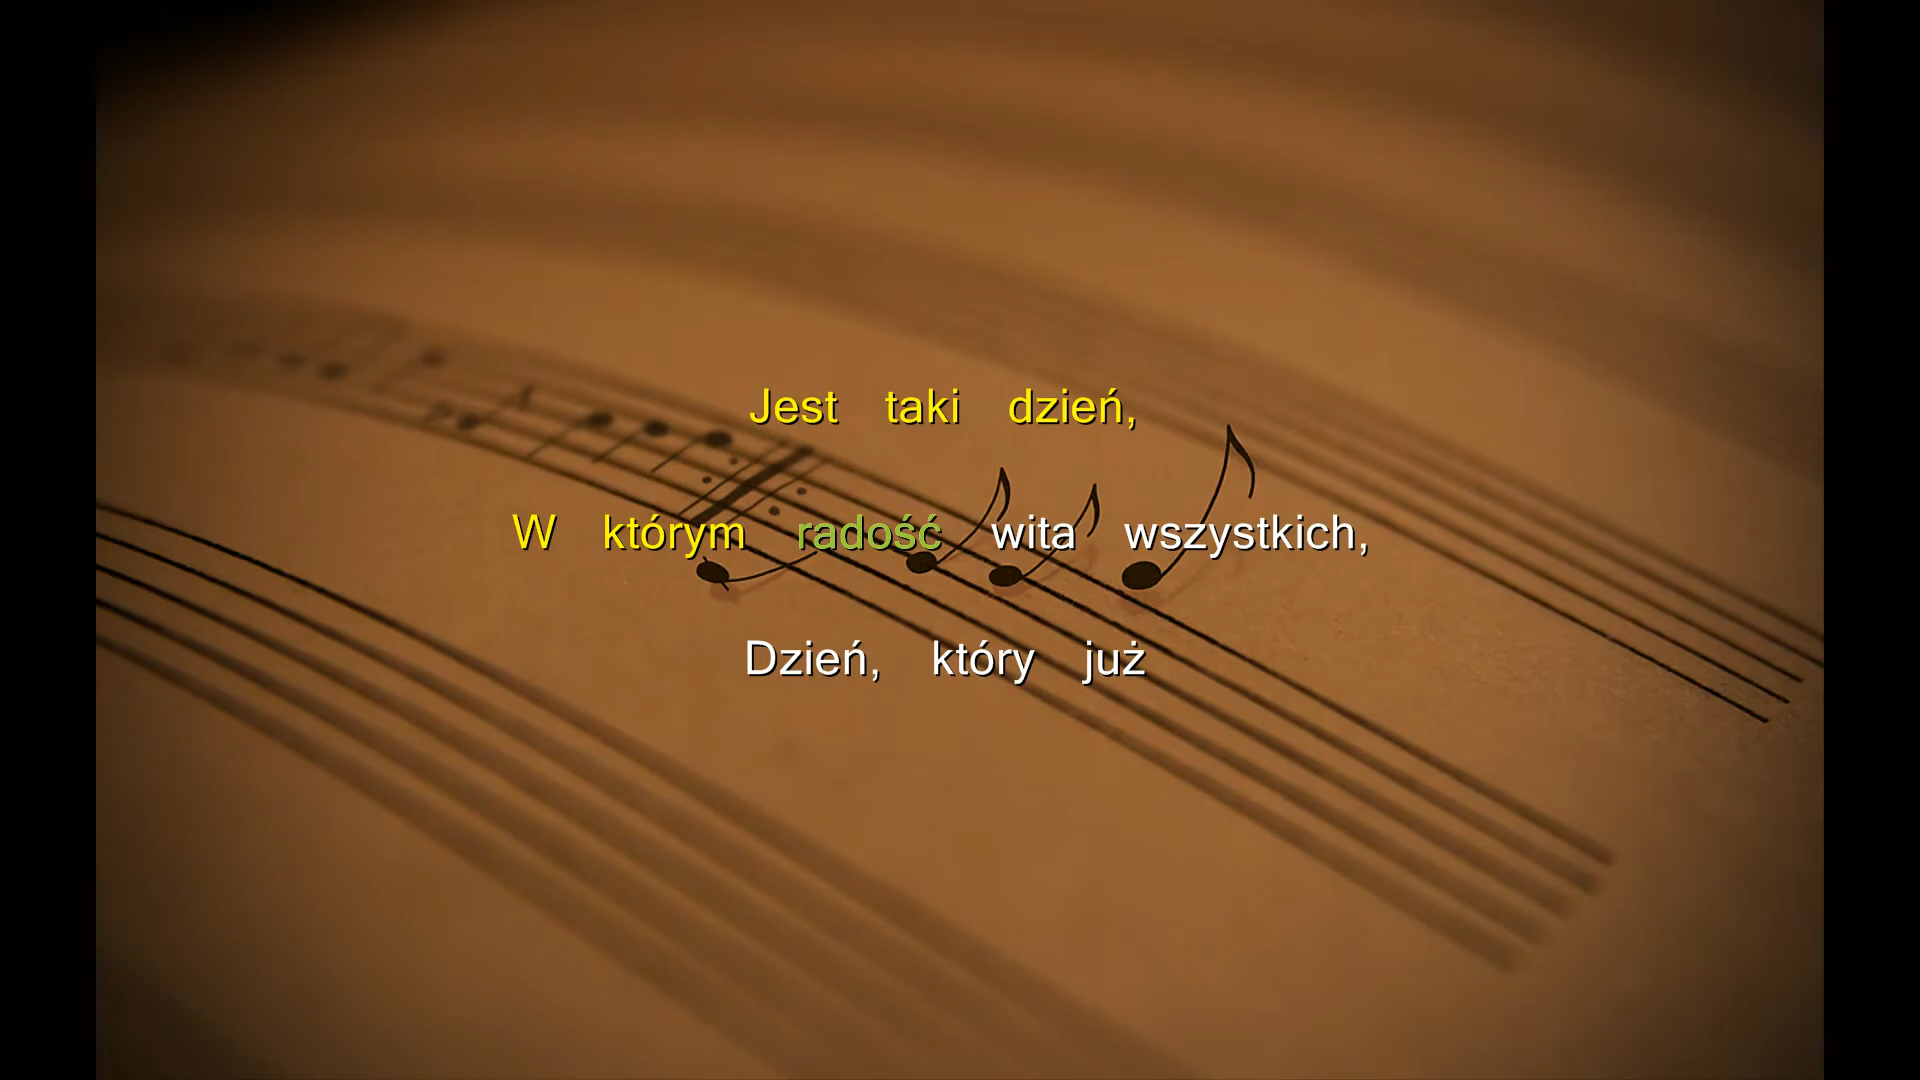 Jest taki dzień,
W którym radość wita wszystkich,
Dzień, który już